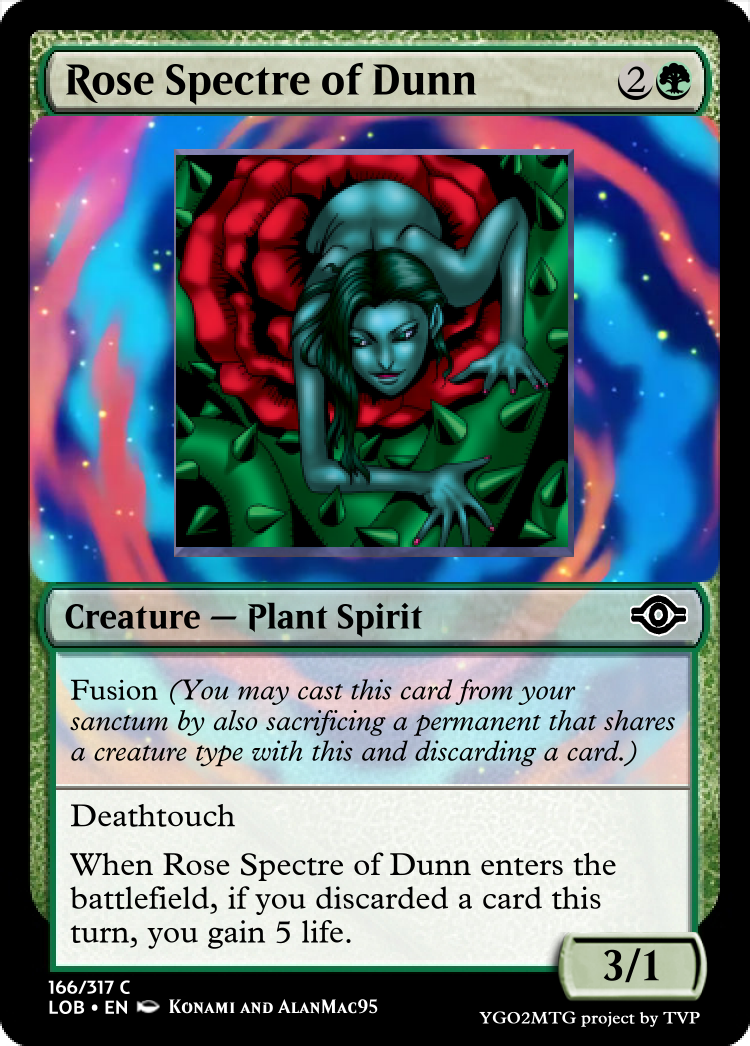 Rose Spectre of Dunn 2
Creature — Plant Spirit
Fusion (You may cast this card from your
sanctum by also sacrificing a permanent that shares
a creature type with this and discarding a card.)
Deathtouch
When Rose Spectre of Dunn enters the
battlefield, if you discarded a card this
turn, you gain 5 life.
3/1
166/317 C
LOB • EN Konami and AlanMac95
YGO2MTG project by TVP